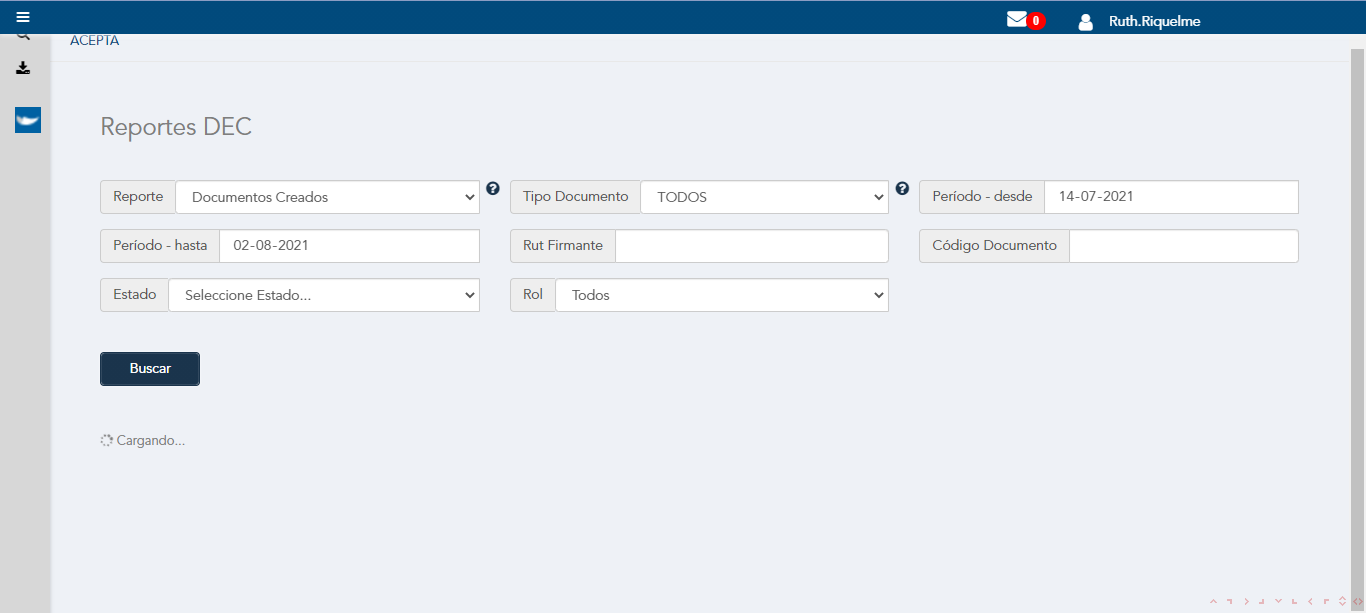 0
Ruth.Riquelme
ACEPTA
Reportes DEC
Reporte Documentos Creados Tipo Documento TODOS Período - desde 14-07-2021
Período - hasta 02-08-2021 Rut Firmante Código Documento
Estado Seleccione Estado... Rol Todos
Buscar
Cargando...